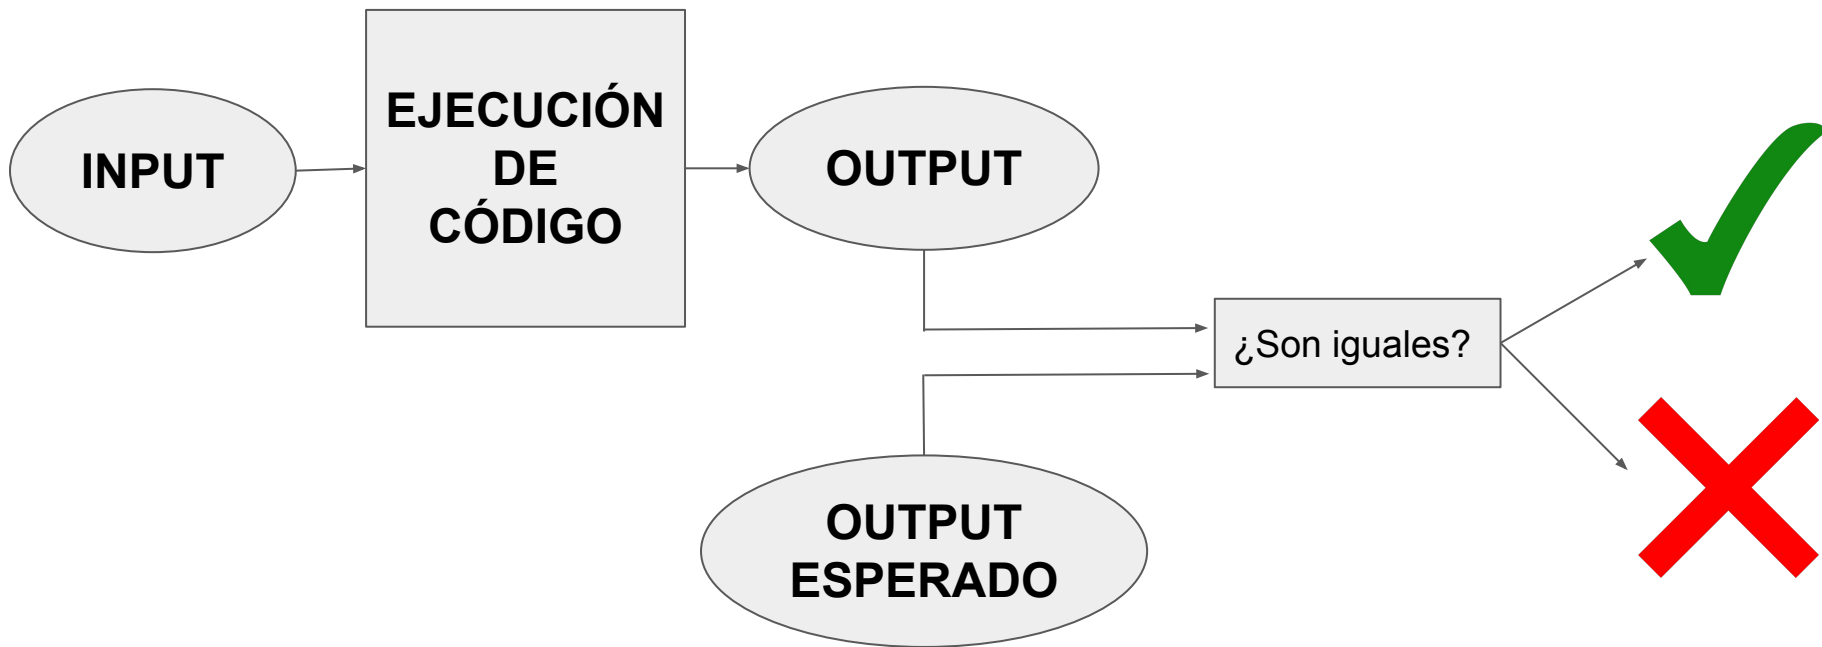 INPUT
EJECUCIÓN
DE
CÓDIGO
OUTPUT
¿Son iguales?
OUTPUT
ESPERADO